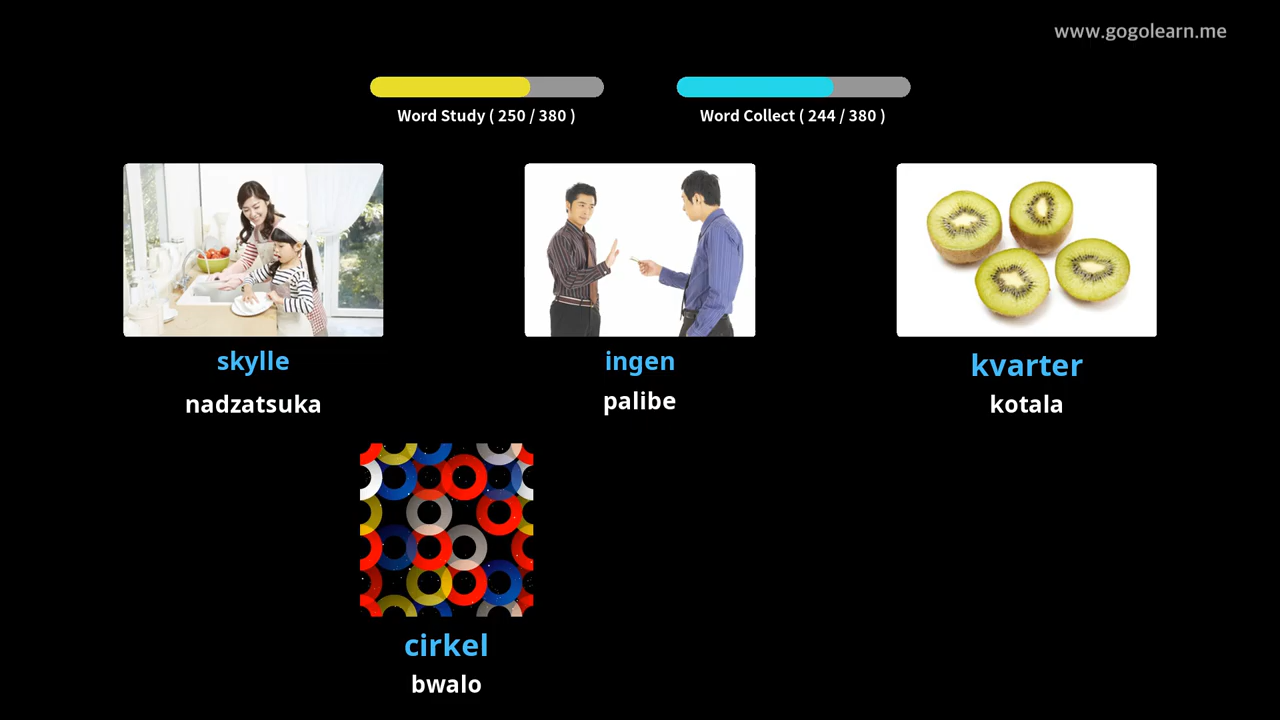 www.gogolearn.me
Word Study ( 250 / 380 )
Word Collect ( 244 / 380 )
skylle
nadzatsuka
ingen
palibe
kvarter
kotala
cirkel
bwalo